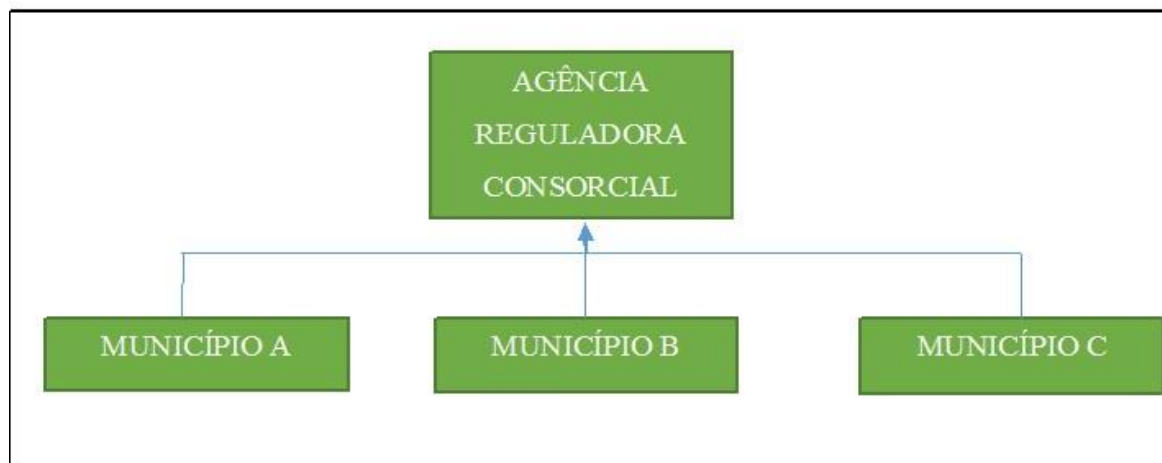 AGÊNCIA
REGULADORA
CONSORCIAL
MUNICÍPIO A
MUNICÍPIO B
MUNICÍPIO C